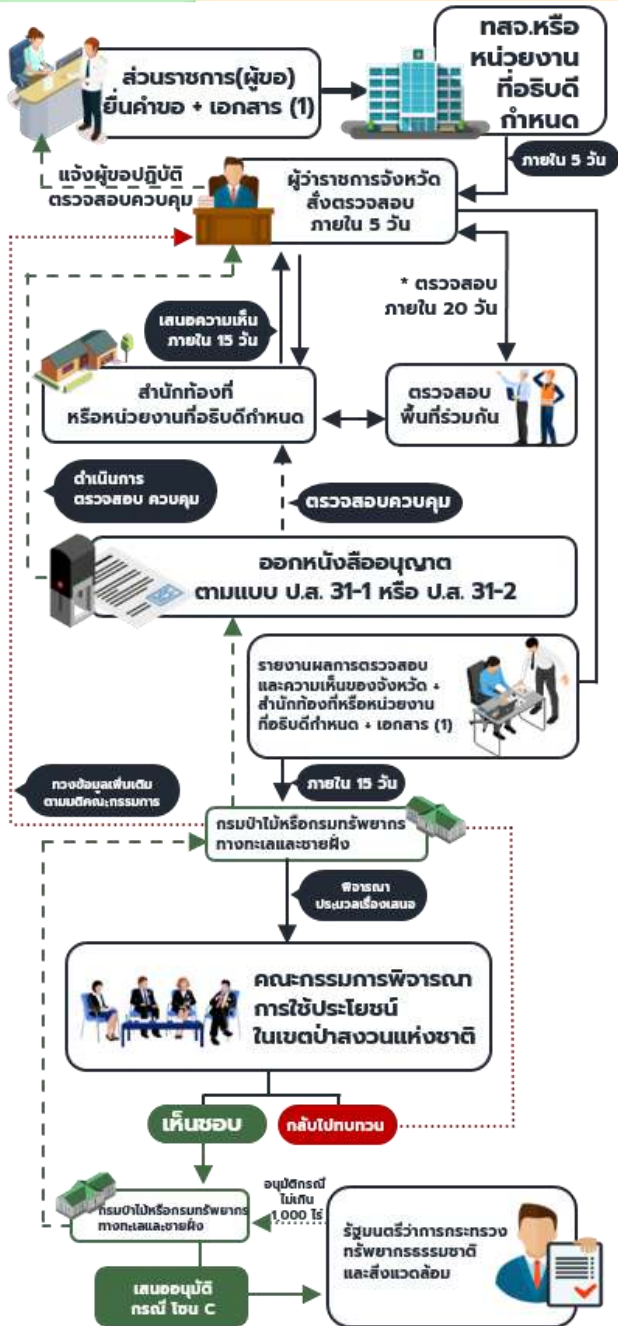 ส่วนราชการ(ผู้ขอ)
ยื่นคำขอ + เอกสาร (1)
ทสจ.หรือ
หน่วยงาน
ที่อธิบดี
กำหนด
ภายใน 5 วัน
แจ้งผู้ขอปฏิบัติ
ตรวจสอบควบคุม
ผู้ว่าราชการจังหวัด
สั่งตรวจสอบ
ภายใน 5 วัน
* ตรวจสอบ
ภายใน 20 วัน
เสนอความเห็น
ภายใน 15 วัน
สำนักท้องที่
หรือหน่วยงานที่อธิบดีกำหนด
ตรวจสอบ
พื้นที่ร่วมกัน
ดำเนินการ
ตรวจสอบ ควบคุม
ตรวจสอบควบคุม
ออกหนังสืออนุญาต
ตามแบบ ป.ส. 31-1 หรือ ป.ส. 31-2
รายงานผลการตรวจสอบ
และความเห็นของจังหวัด +
สำนักท้องที่หรือหน่วยงาน
ที่อธิบดีกำหนด + เอกสาร (1)
ทวงข้อมูลเพิ่มเติม
ตามมติคณะกรรมการ
ภายใน 15 วัน
กรมป่าไม้หรือกรมทรัพยากร
ทางทะเลและชายฝั่ง
พิจารณา
ประมวลเรื่องเสนอ
คณะกรรมการพิจารณา
การใช้ประโยชน์
ในเขตป่าสงวนแห่งชาติ
เห็นชอบ
กลับไปทบทวน
อนุมัติกรณี
ไม่เกิน
1,000 ไร่
กรมป่าไม้หรือกรมทรัพยากร
ทางทะเลและชายฝั่ง
รัฐมนตรีว่าการกระทรวง
ทรัพยากรธรรมชาติ
และสิ่งแวดล้อม
เสนออนุมัติ
กรณี โซน C